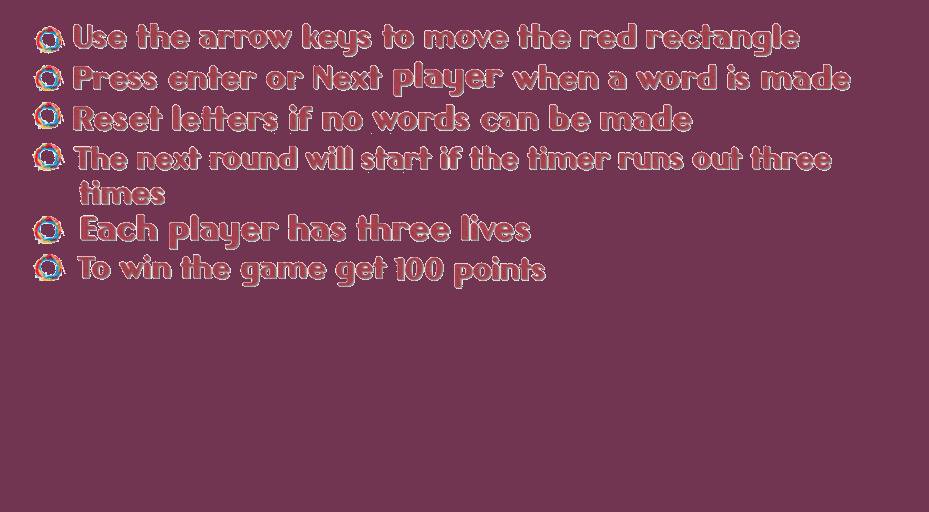 Use the arrow keys to move the red rectangle
Press enter or Next player when a word is made
Reset letters if no words can be made
The next round will start if the timer runs out three
times
Each player has three lives
To win the game get 100 points